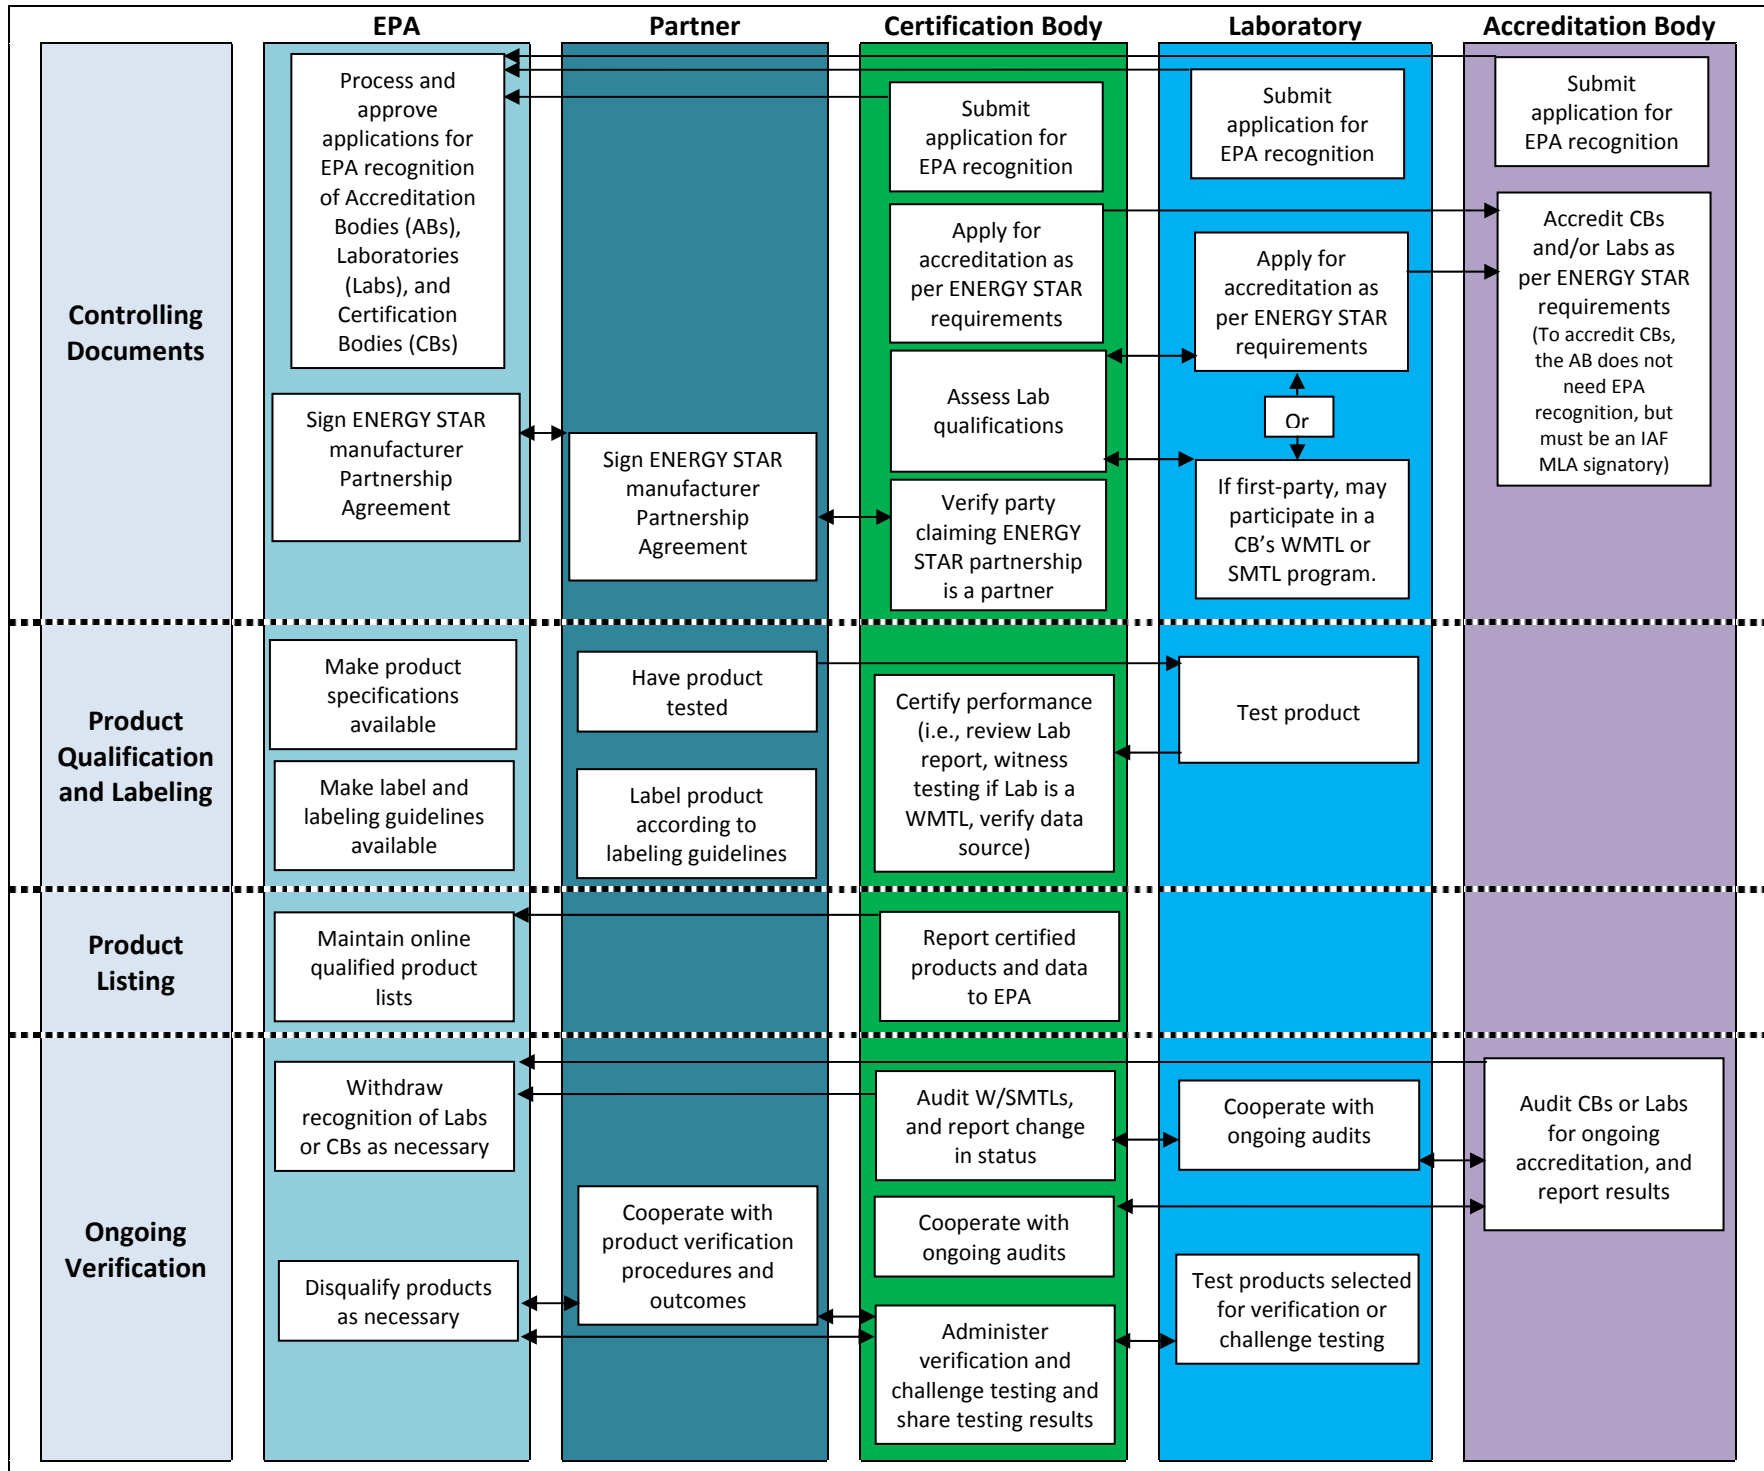 EPA
Partner
Certification Body
Laboratory
Accreditation Body
Controlling
Documents
Process and
approve
applications for
EPA recognition
of Accreditation
Bodies (ABs),
Laboratories
(Labs), and
Certification
Bodies (CBs)
Sign ENERGY STAR
manufacturer
Partnership
Agreement
Sign ENERGY STAR
manufacturer
Partnership
Agreement
Submit
application for
EPA recognition
Apply for
accreditation as
per ENERGY STAR
requirements
Assess Lab
qualifications
Verify party
claiming ENERGY
STAR partnership
is a partner
Submit
application for
EPA recognition
Apply for
accreditation as
per ENERGY STAR
requirements
Or
If first-party, may
participate in a
CB’s WMTL or
SMTL program.
Submit
application for
EPA recognition
Accredit CBs
and/or Labs as
per ENERGY STAR
requirements
(To accredit CBs,
the AB does not
need EPA
recognition, but
must be an IAF
MLA signatory)
Product
Qualification
and Labeling
Make product
specifications
available
Make label and
labeling guidelines
available
Have product
tested
Label product
according to
labeling guidelines
Certify performance
(i.e., review Lab
report, witness
testing if Lab is a
WMTL, verify data
source)
Test product
Product
Listing
Maintain online
qualified product
lists
Report certified
products and data
to EPA
Ongoing
Verification
Withdraw
recognition of Labs
or CBs as necessary
Disqualify products
as necessary
Cooperate with
product verification
procedures and
outcomes
Audit W/SMTLs,
and report change
in status
Cooperate with
ongoing audits
Administer
verification and
challenge testing and
share testing results
Cooperate with
ongoing audits
Test products selected
for verification or
challenge testing
Audit CBs or Labs
for ongoing
accreditation, and
report results